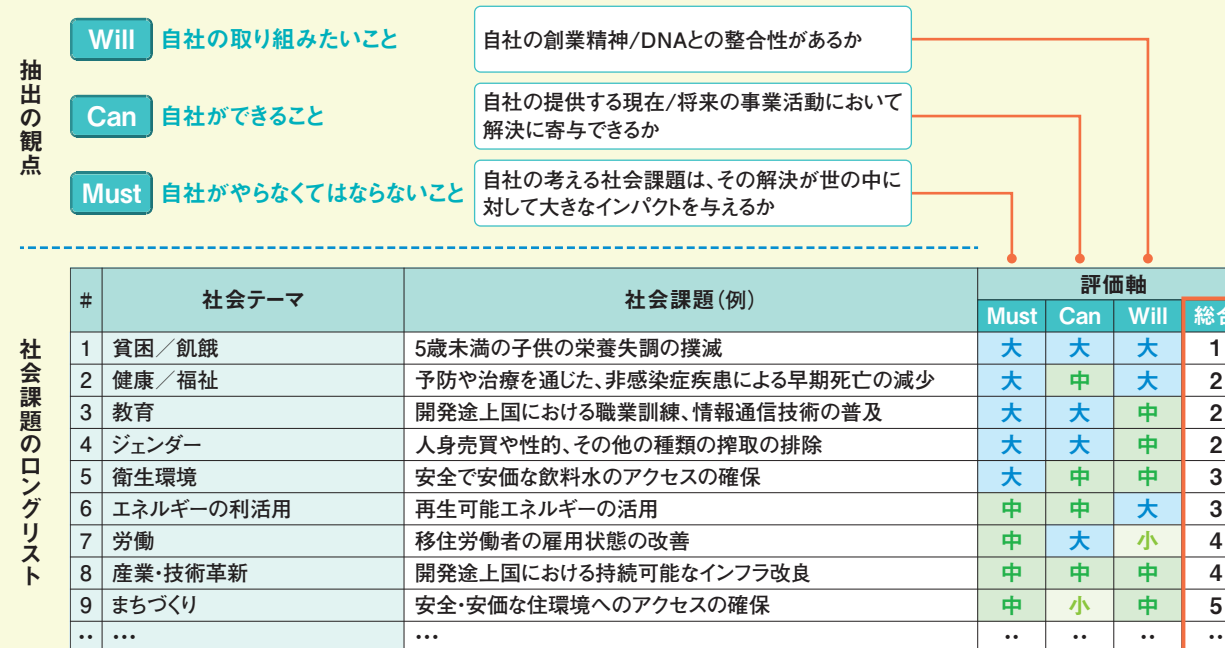 抽出の観点
Will 自社の取り組みたいこと
自社の創業精神/DNAとの整合性があるか
Can 自社ができること
自社の提供する現在/将来の事業活動において
解決に寄与できるか
Must 自社がやらなくてはならないこと
自社の考える社会課題は、その解決が世の中に
対して大きなインパクトを与えるか
社会課題のロングリスト
# 社会テーマ 社会課題(例) 評価軸
Must Can Will 総合
1 貧困/飢餓 5歳未満の子供の栄養失調の撲滅 大 大 大 1
2 健康/福祉 予防や治療を通じた、非感染症疾患による早期死亡の減少 大 中 大 2
3 教育 開発途上国における職業訓練、情報通信技術の普及 大 大 中 2
4 ジェンダー 人身売買や性的、その他の種類の搾取の排除 大 大 中 2
5 衛生環境 安全で安価な飲料水のアクセスの確保 大 中 中 3
6 エネルギーの利活用 再生可能エネルギーの活用 中 中 大 3
7 労働 移住労働者の雇用状態の改善 中 大 小 4
8 産業・技術革新 開発途上国における持続可能なインフラ改良 中 中 中 4
9 まちづくり 安全・安価な住環境へのアクセスの確保 中 小 中 5
‥ … … ‥ ‥ ‥ ‥